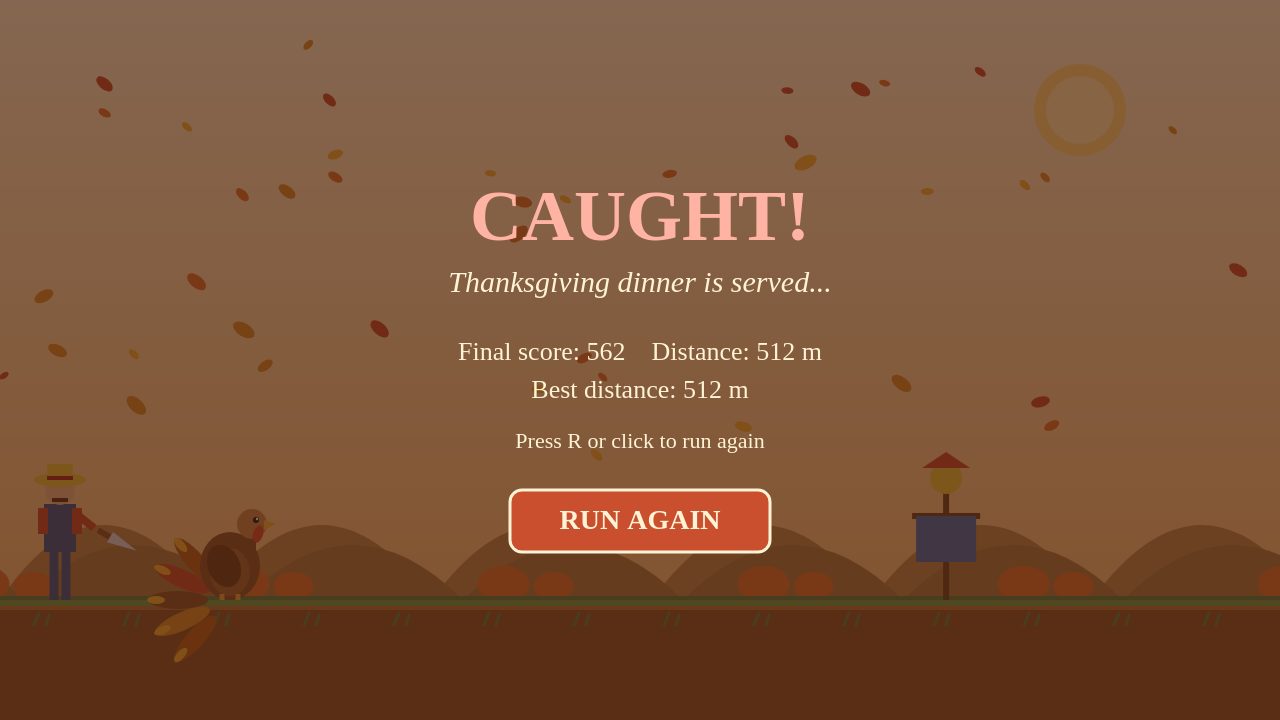 CAUGHT!
Thanksgiving dinner is served...
Final score: 562    Distance: 512 m
Best distance: 512 m
Press R or click to run again
RUN AGAIN